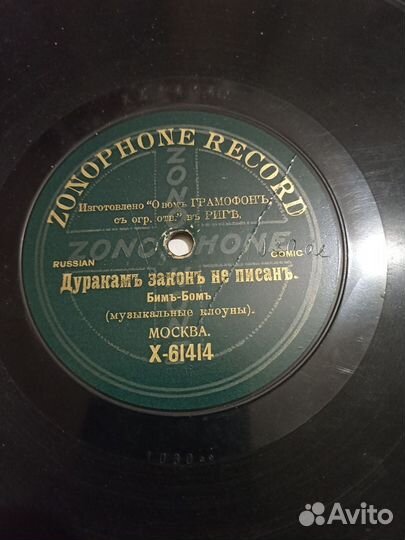 ZONOPHONE RECORD
Изготовлено "О-вомъ ГРАМОФОНЪ,
съ огр. отв." въ РИГѢ.
ZONOPHONE
ZONOPHONE
RUSSIAN COMIC
Дуракамъ законъ не писанъ.
Бимъ-Бомъ
(музыкальные клоуны).
МОСКВА.
X-61414
Avito